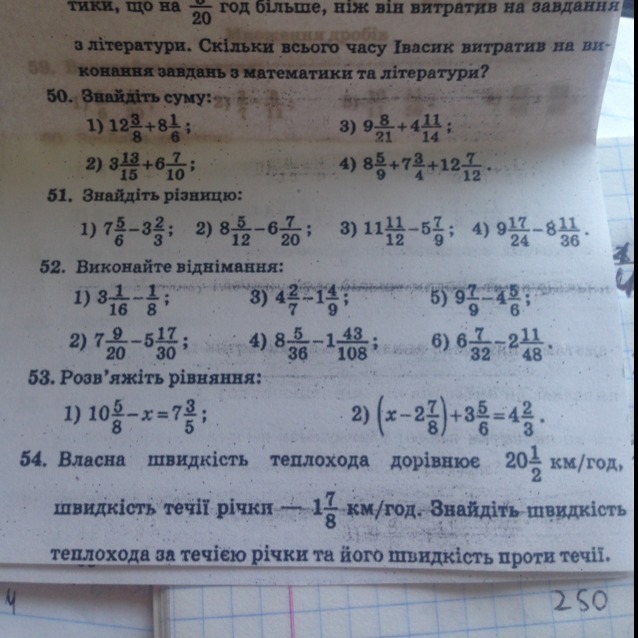 тики, що на /20 год більше, ніж він витратив на завдання
з літератури. Скільки всього часу Івасик витратив на ви-
конання завдань з математики та літератури?
50. Знайдіть суму:
1) 12 3/8 + 8 1/6; 3) 9 8/21 + 4 11/14;
2) 3 13/15 + 6 7/10; 4) 8 5/9 + 7 3/4 + 12 7/12.
51. Знайдіть різницю:
1) 7 5/6 − 3 2/3; 2) 8 5/12 − 6 7/20; 3) 11 11/12 − 5 7/9; 4) 9 17/24 − 8 11/36.
52. Виконайте віднімання:
1) 3 1/16 − 1/8; 3) 4 2/7 − 1 4/9; 5) 9 7/9 − 4 5/6;
2) 7 9/20 − 5 17/30; 4) 8 5/36 − 1 43/108; 6) 6 7/32 − 2 11/48.
53. Розв'яжіть рівняння:
1) 10 5/8 − x = 7 3/5; 2) (x − 2 7/8) + 3 5/6 = 4 2/3.
54. Власна швидкість теплохода дорівнює 20 1/2 км/год,
швидкість течії річки — 1 7/8 км/год. Знайдіть швидкість
теплохода за течією річки та його швидкість проти течії.
250